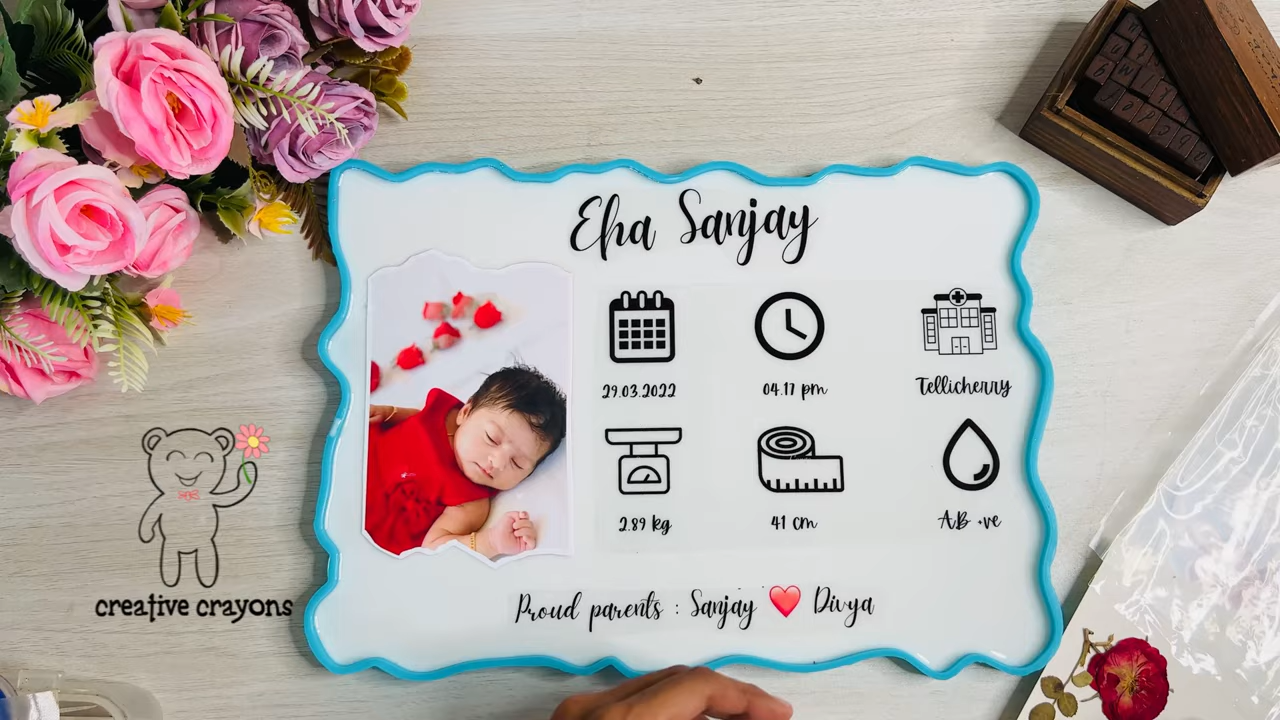 Eha Sanjay
29.03.2022
04.17 pm
Tellicherry
2.89 kg
41 cm
AB +ve
Proud parents : Sanjay ❤️ Divya
creative crayons